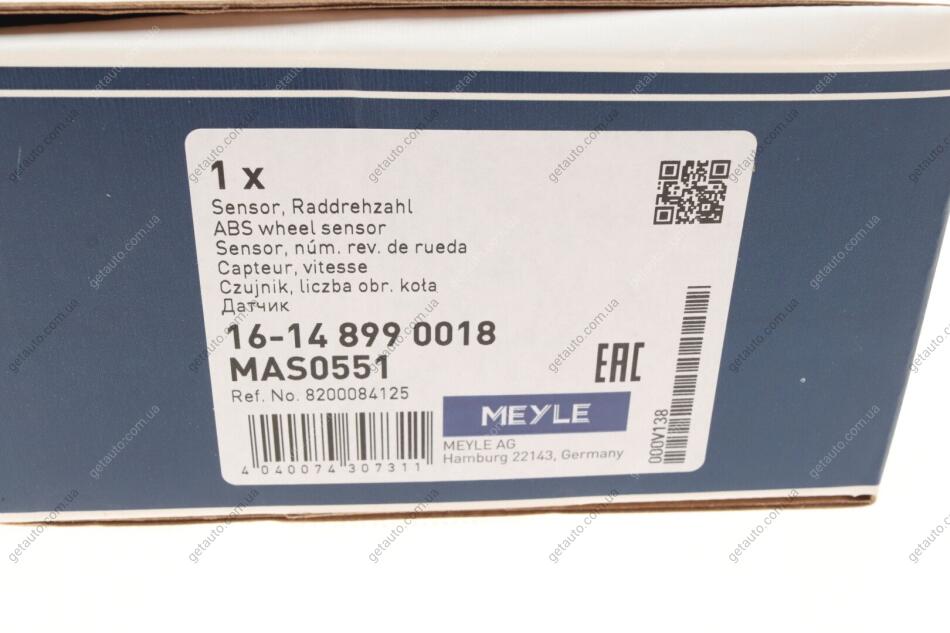 1 x
Sensor, Raddrehzahl
ABS wheel sensor
Sensor, núm. rev. de rueda
Capteur, vitesse
Czujnik, liczba obr. koła
Датчик
16-14 899 0018
MAS0551
Ref. No. 8200084125
4 040074 307311
EAC
MEYLE
MEYLE AG
Hamburg 22143, Germany
000V138
getauto.com.ua